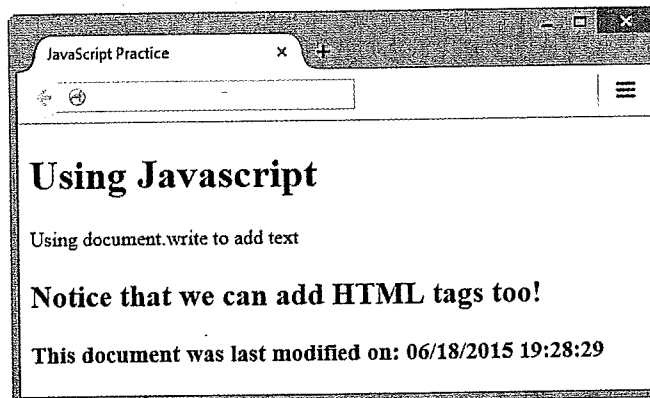 JavaScript Practice
Using Javascript
Using document.write to add text
Notice that we can add HTML tags too!
This document was last modified on: 06/18/2015 19:28:29